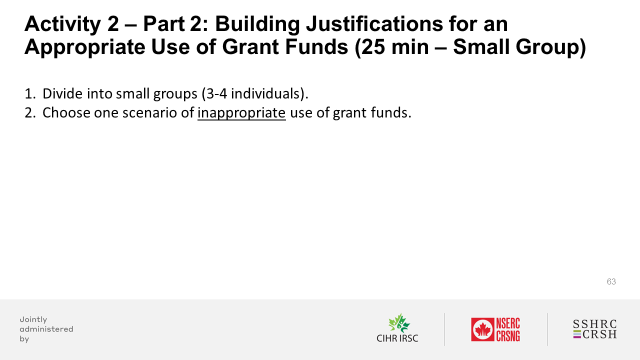 Activity 2 – Part 2: Building Justifications for an
Appropriate Use of Grant Funds (25 min – Small Group)
1. Divide into small groups (3-4 individuals).
2. Choose one scenario of inappropriate use of grant funds.
63
Jointly
administered
by
CIHR IRSC
NSERC
CRSNG
SSHRC
CRSH